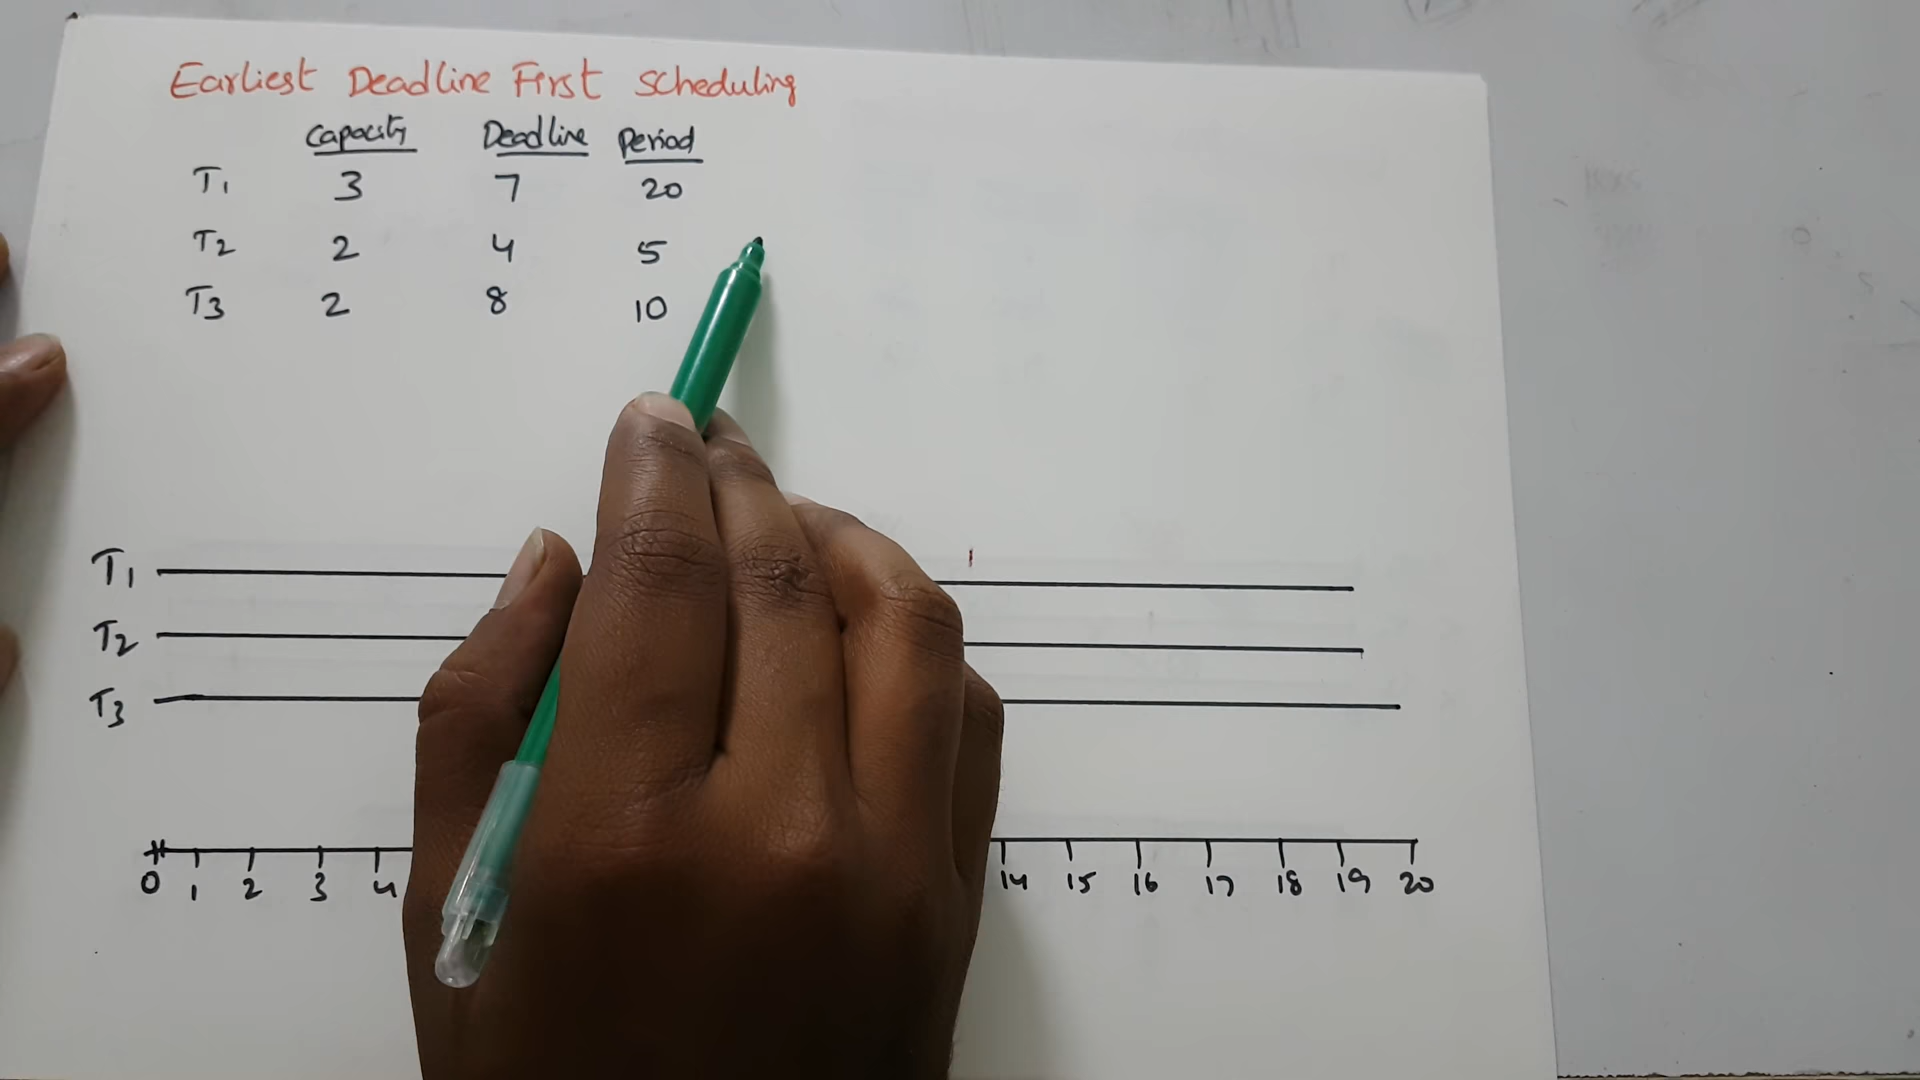 Earliest Deadline First Scheduling
Capacity Deadline Period
T1 3 7 20
T2 2 4 5
T3 2 8 10
T1
T2
T3
0 1 2 3 4 14 15 16 17 18 19 20